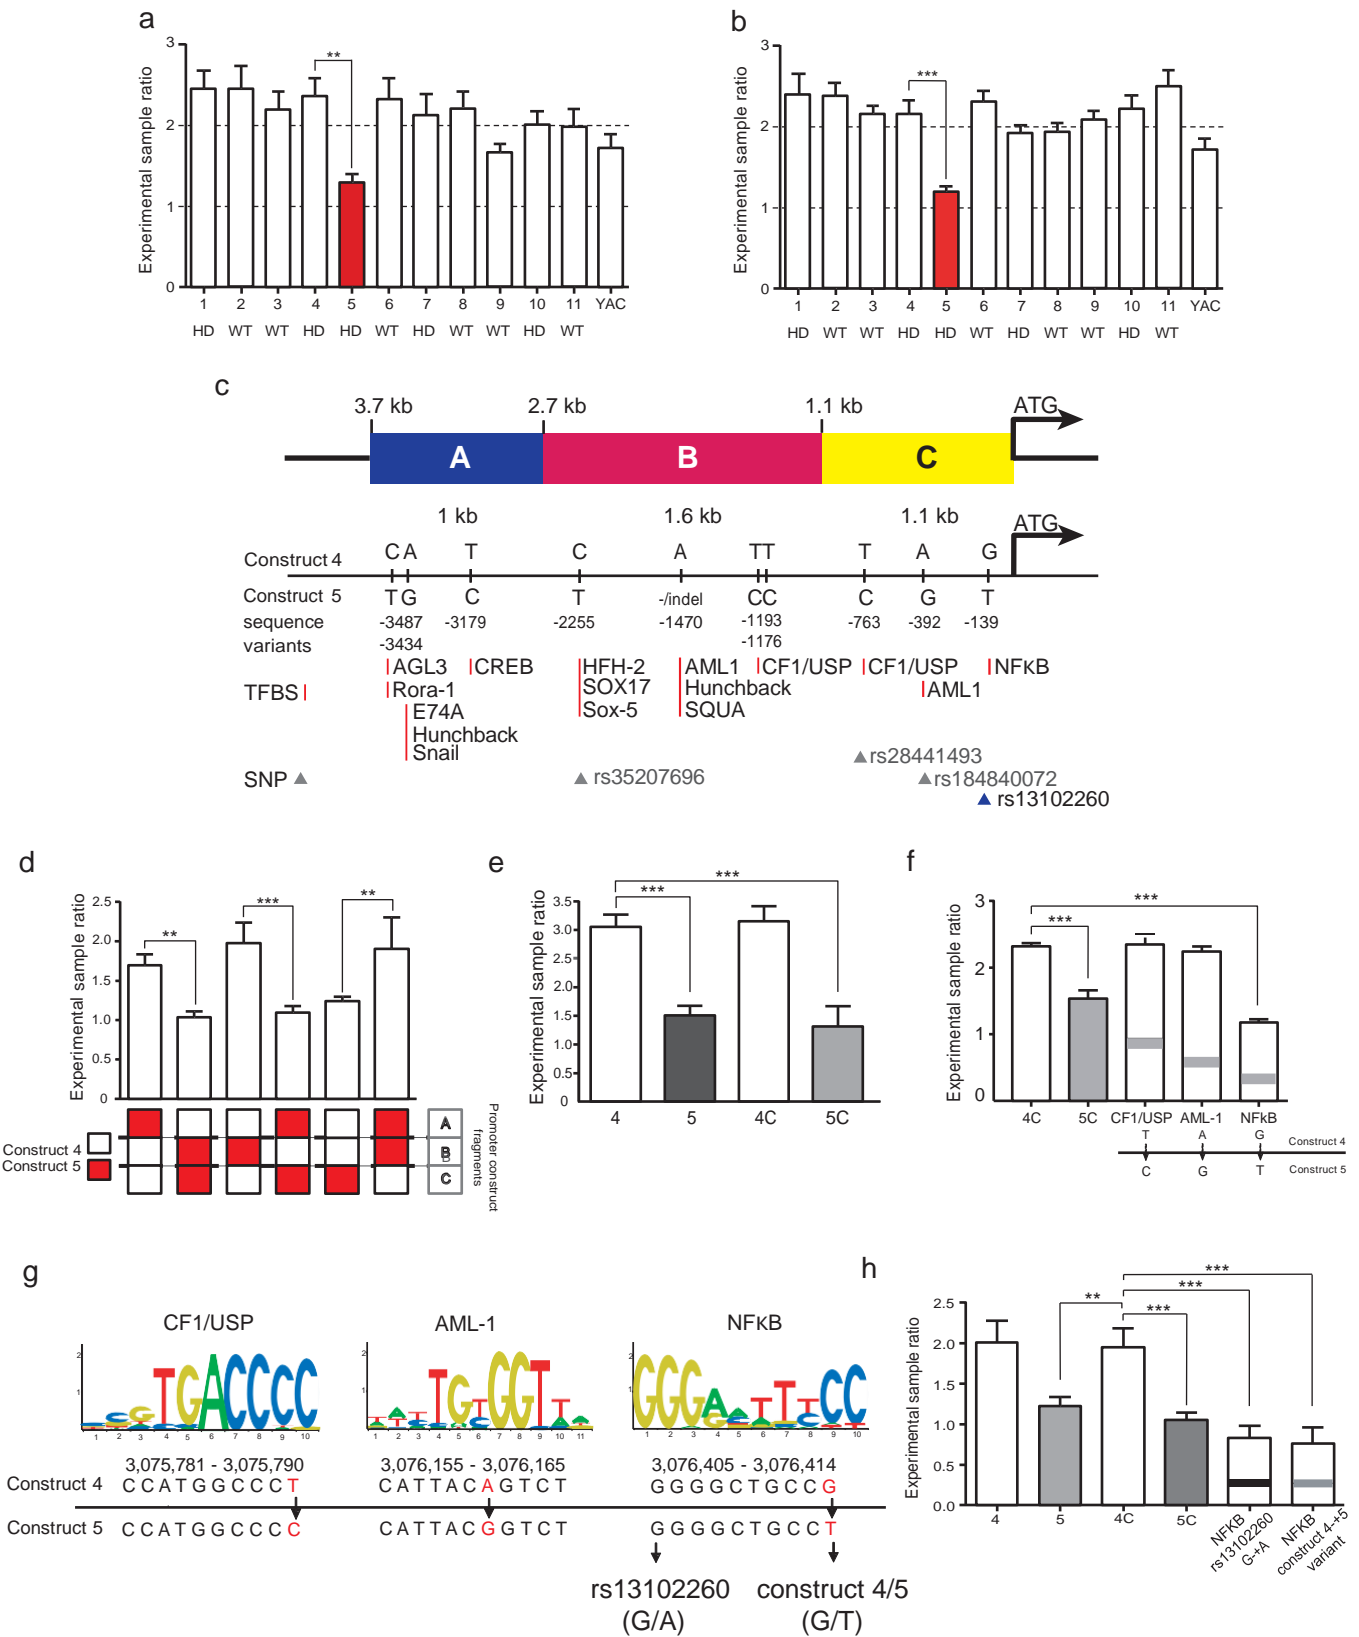 a
Experimental sample ratio
3
2
1
0
**
1 2 3 4 5 6 7 8 9 10 11 YAC
HD WT WT HD HD WT HD WT WT HD WT
b
Experimental sample ratio
3
2
1
0
***
1 2 3 4 5 6 7 8 9 10 11 YAC
HD WT WT HD HD WT HD WT WT HD WT
c
3.7 kb 2.7 kb 1.1 kb ATG
A B C
1 kb 1.6 kb 1.1 kb ATG
Construct 4 C A T C A TT T A G
Construct 5 T G C T -/indel CC C G T
sequence -3487 -3179 -2255 -1470 -1193 -763 -392 -139
variants -3434 -1176
AGL3 CREB HFH-2 AML1 CF1/USP CF1/USP NFκB
TFBS Rora-1 SOX17 Hunchback AML1
E74A Sox-5 SQUA
Hunchback
Snail
rs28441493
SNP rs35207696 rs184840072
rs13102260
d
Experimental sample ratio
2.5
2.0
1.5
1.0
0.5
0
** *** **
Construct 4
Construct 5
A
B
C
Promoter construct
fragments
e
Experimental sample ratio
3.5
3.0
2.5
2.0
1.5
1.0
0.5
0
***
***
4 5 4C 5C
f
Experimental sample ratio
3
2
1
0
***
***
4C 5C CF1/USP AML-1 NFkB
T A G Construct 4
C G T Construct 5
g
CF1/USP AML-1 NFκB
3,075,781 - 3,075,790 3,076,155 - 3,076,165 3,076,405 - 3,076,414
Construct 4 CCATGGCCCT CATTACAGTCT GGGGCTGCCG
Construct 5 CCATGGCCCC CATTACGGTCT GGGGCTGCCT
rs13102260 construct 4/5
(G/A) (G/T)
h
Experimental sample ratio
2.5
2.0
1.5
1.0
0.5
0.0
***
***
** ***
4 5 4C 5C
NFKB
rs13102260
G→A
NFKB
construct 4→5
variant